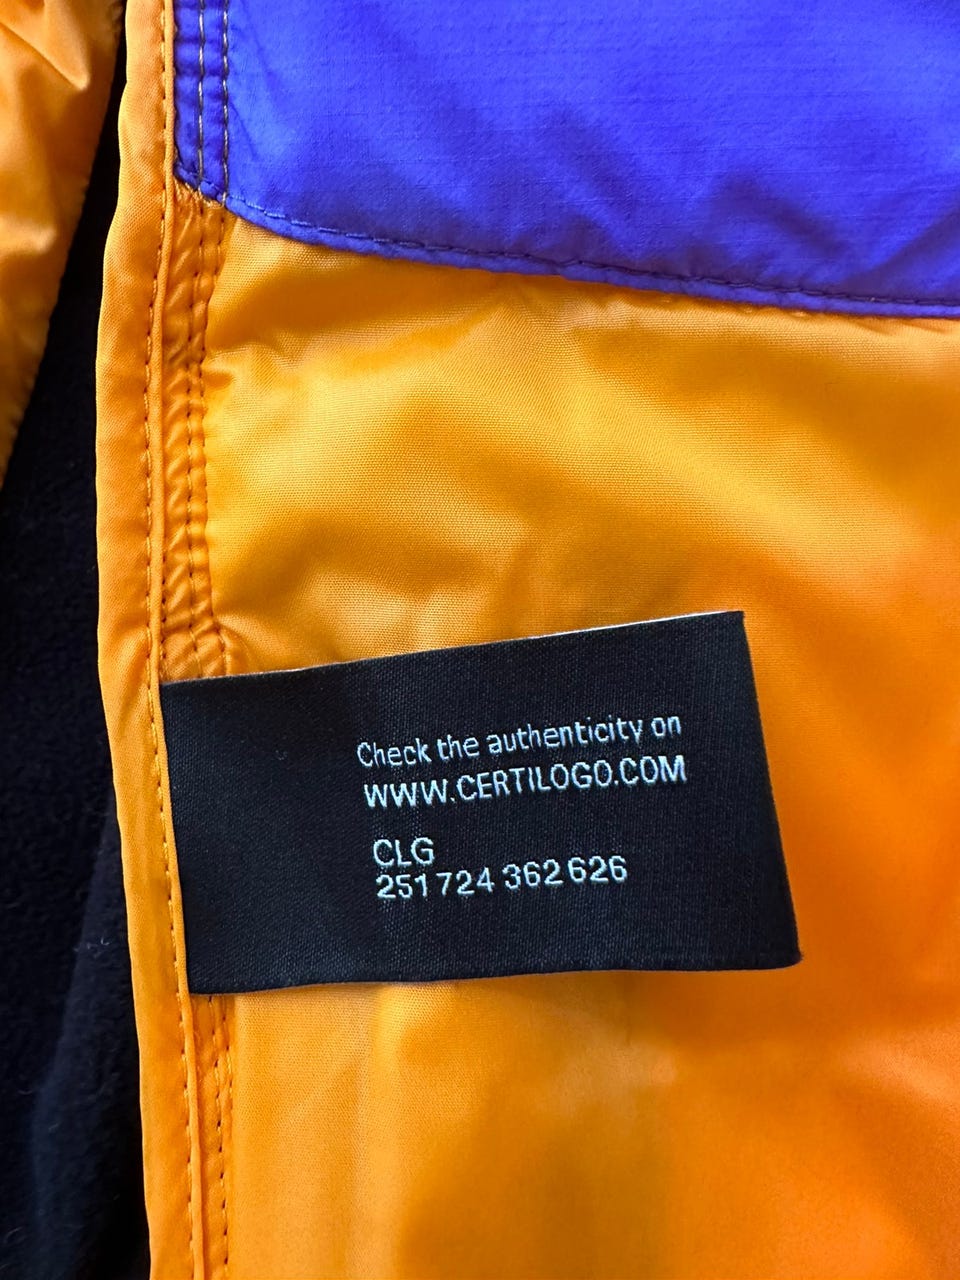 Check the authenticity on
WWW.CERTILOGO.COM
CLG
251 724 362 626